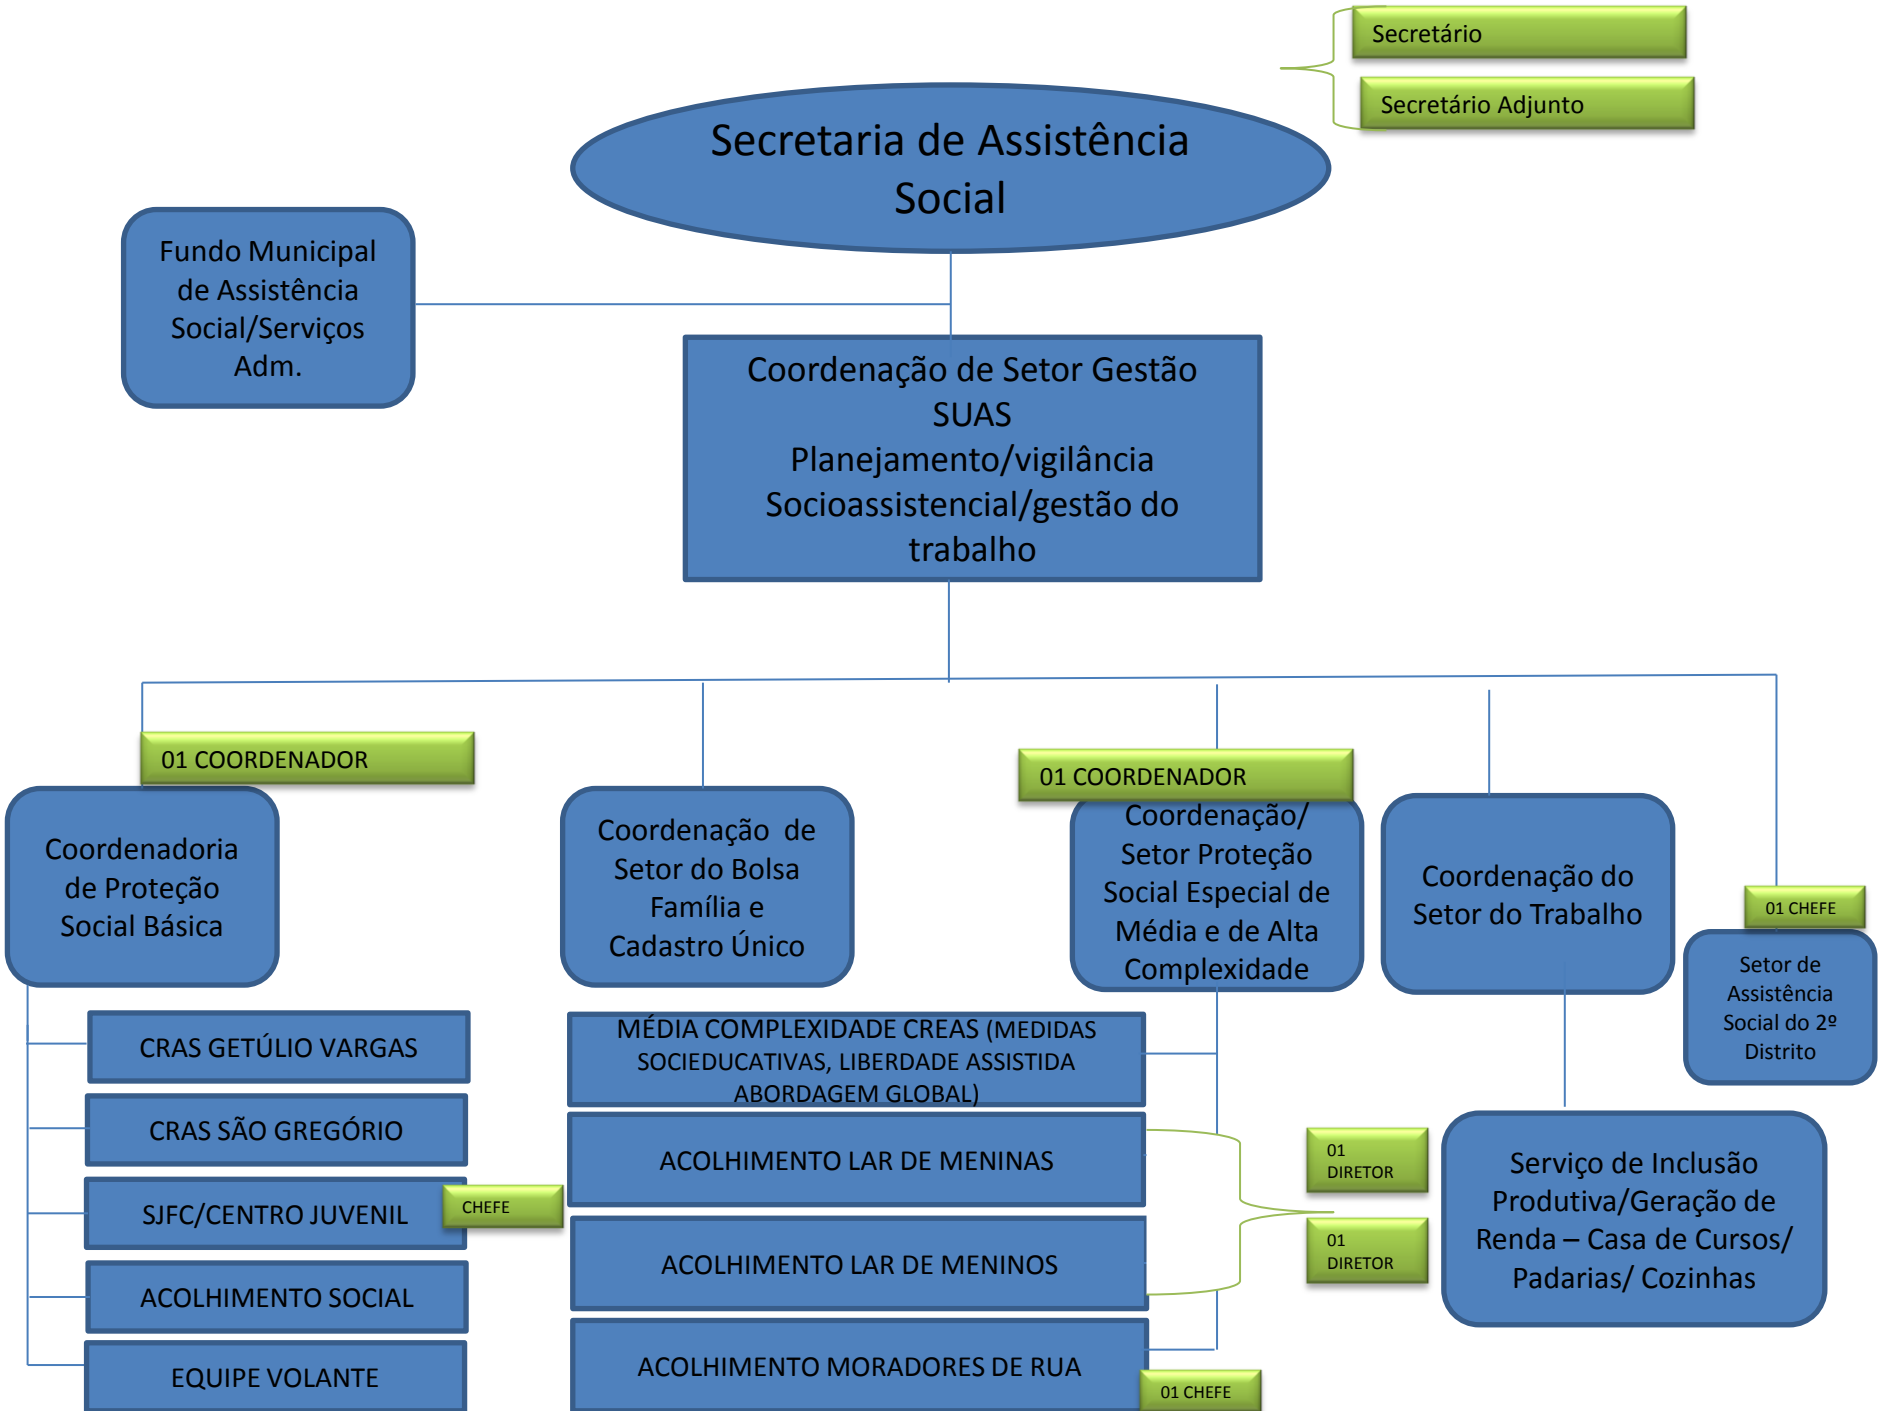 Secretário
Secretário Adjunto
Secretaria de Assistência
Social
Fundo Municipal
de Assistência
Social/Serviços
Adm.
Coordenação de Setor Gestão
SUAS
Planejamento/vigilância
Socioassistencial/gestão do
trabalho
01 COORDENADOR
Coordenadoria
de Proteção
Social Básica
CRAS GETÚLIO VARGAS
CRAS SÃO GREGÓRIO
SJFC/CENTRO JUVENIL
CHEFE
ACOLHIMENTO SOCIAL
EQUIPE VOLANTE
Coordenação de
Setor do Bolsa
Família e
Cadastro Único
01 COORDENADOR
Coordenação/
Setor Proteção
Social Especial de
Média e de Alta
Complexidade
MÉDIA COMPLEXIDADE CREAS (MEDIDAS
SOCIEDUCATIVAS, LIBERDADE ASSISTIDA
ABORDAGEM GLOBAL)
ACOLHIMENTO LAR DE MENINAS
ACOLHIMENTO LAR DE MENINOS
01
DIRETOR
01
DIRETOR
ACOLHIMENTO MORADORES DE RUA
01 CHEFE
Coordenação do
Setor do Trabalho
Serviço de Inclusão
Produtiva/Geração de
Renda – Casa de Cursos/
Padarias/ Cozinhas
01 CHEFE
Setor de
Assistência
Social do 2º
Distrito